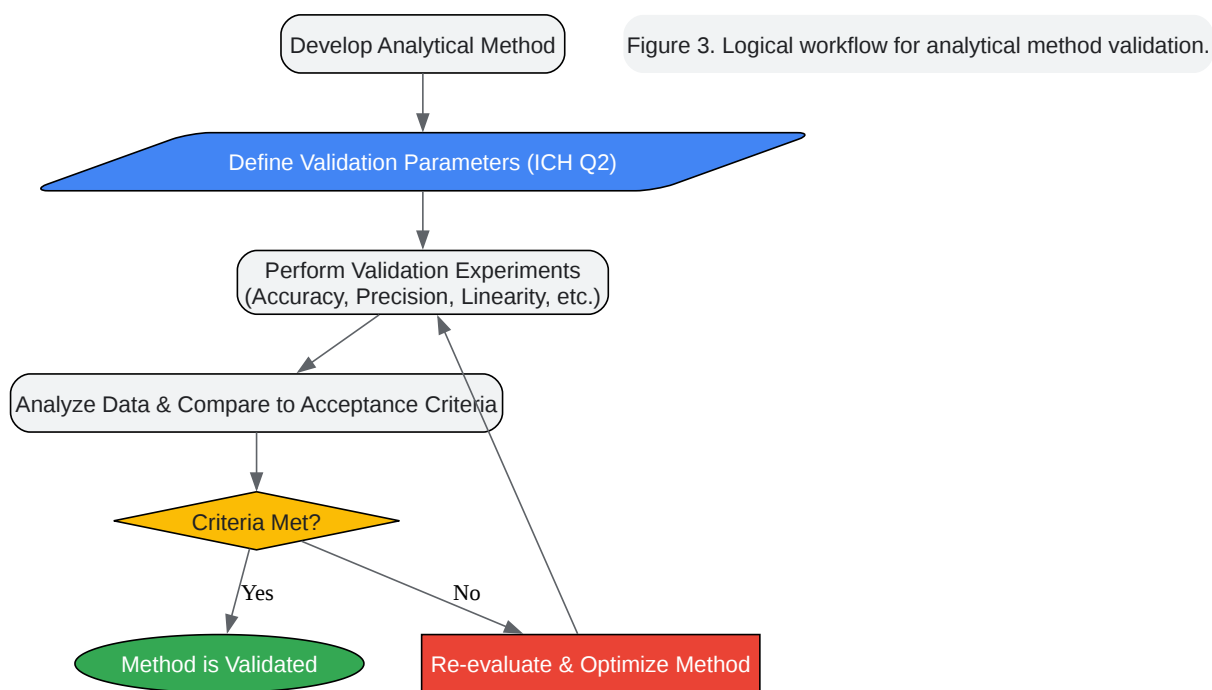 Develop Analytical Method
Figure 3. Logical workflow for analytical method validation.
Define Validation Parameters (ICH Q2)
Perform Validation Experiments
(Accuracy, Precision, Linearity, etc.)
Analyze Data & Compare to Acceptance Criteria
Criteria Met?
Yes
No
Method is Validated
Re-evaluate & Optimize Method